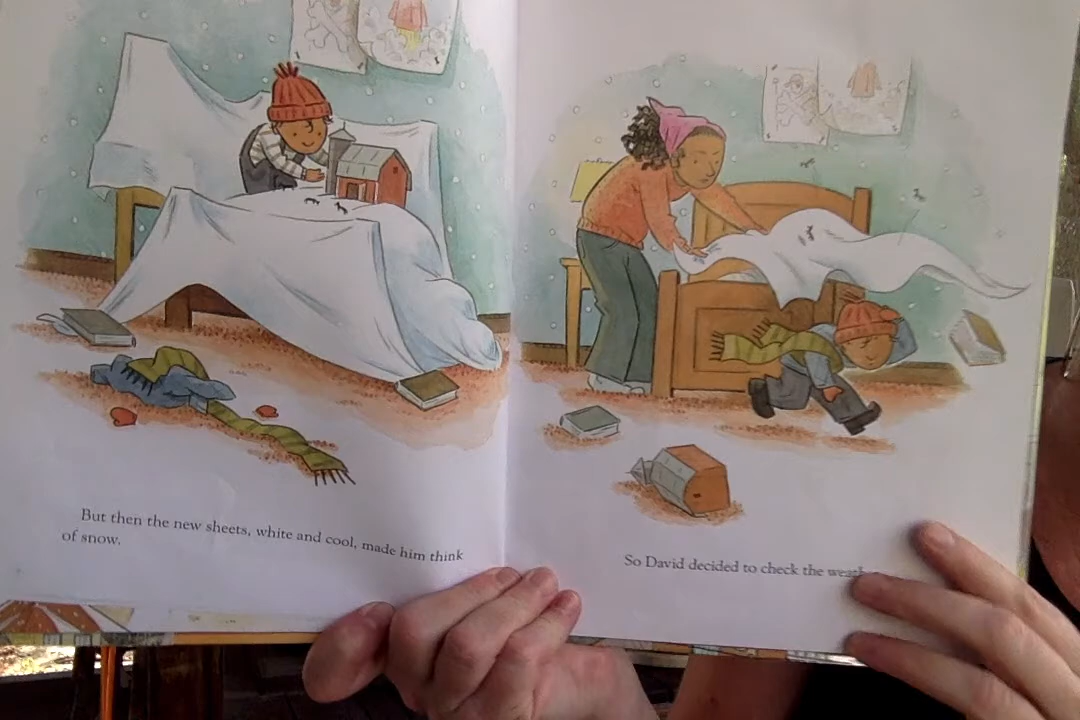 But then the new sheets, white and cool, made him think
of snow.
So David decided to check the